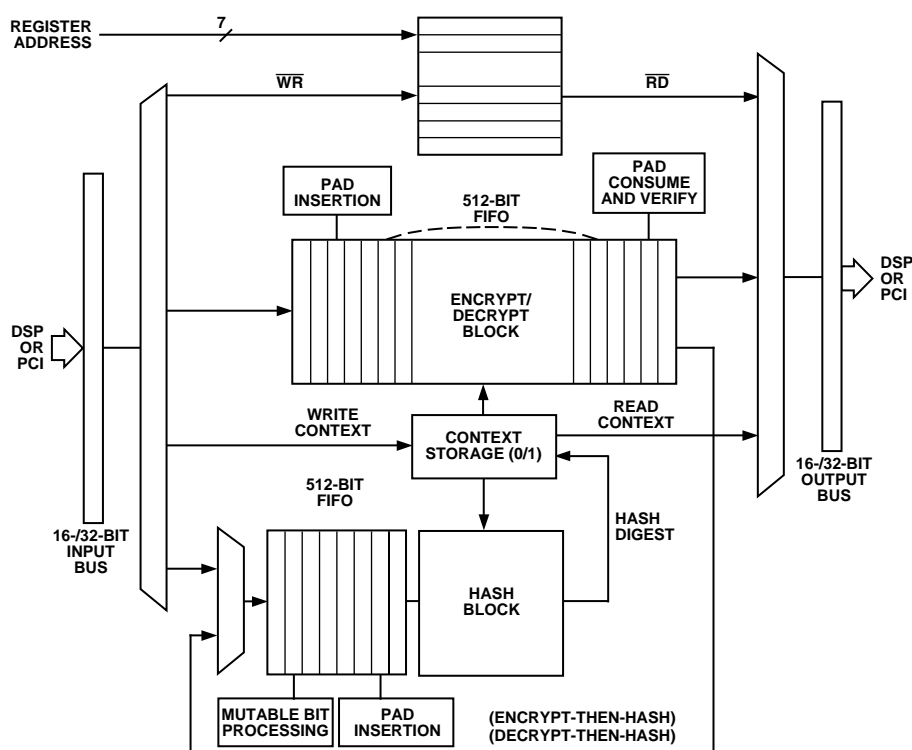 REGISTER
ADDRESS
7
WR
RD
PAD
INSERTION
512-BIT
FIFO
PAD
CONSUME
AND VERIFY
ENCRYPT/
DECRYPT
BLOCK
DSP
OR
PCI
DSP
OR
PCI
WRITE
CONTEXT
CONTEXT
STORAGE (0/1)
READ
CONTEXT
16-/32-BIT
OUTPUT
BUS
512-BIT
FIFO
16-/32-BIT
INPUT
BUS
HASH
DIGEST
HASH
BLOCK
MUTABLE BIT
PROCESSING
PAD
INSERTION
(ENCRYPT-THEN-HASH)
(DECRYPT-THEN-HASH)